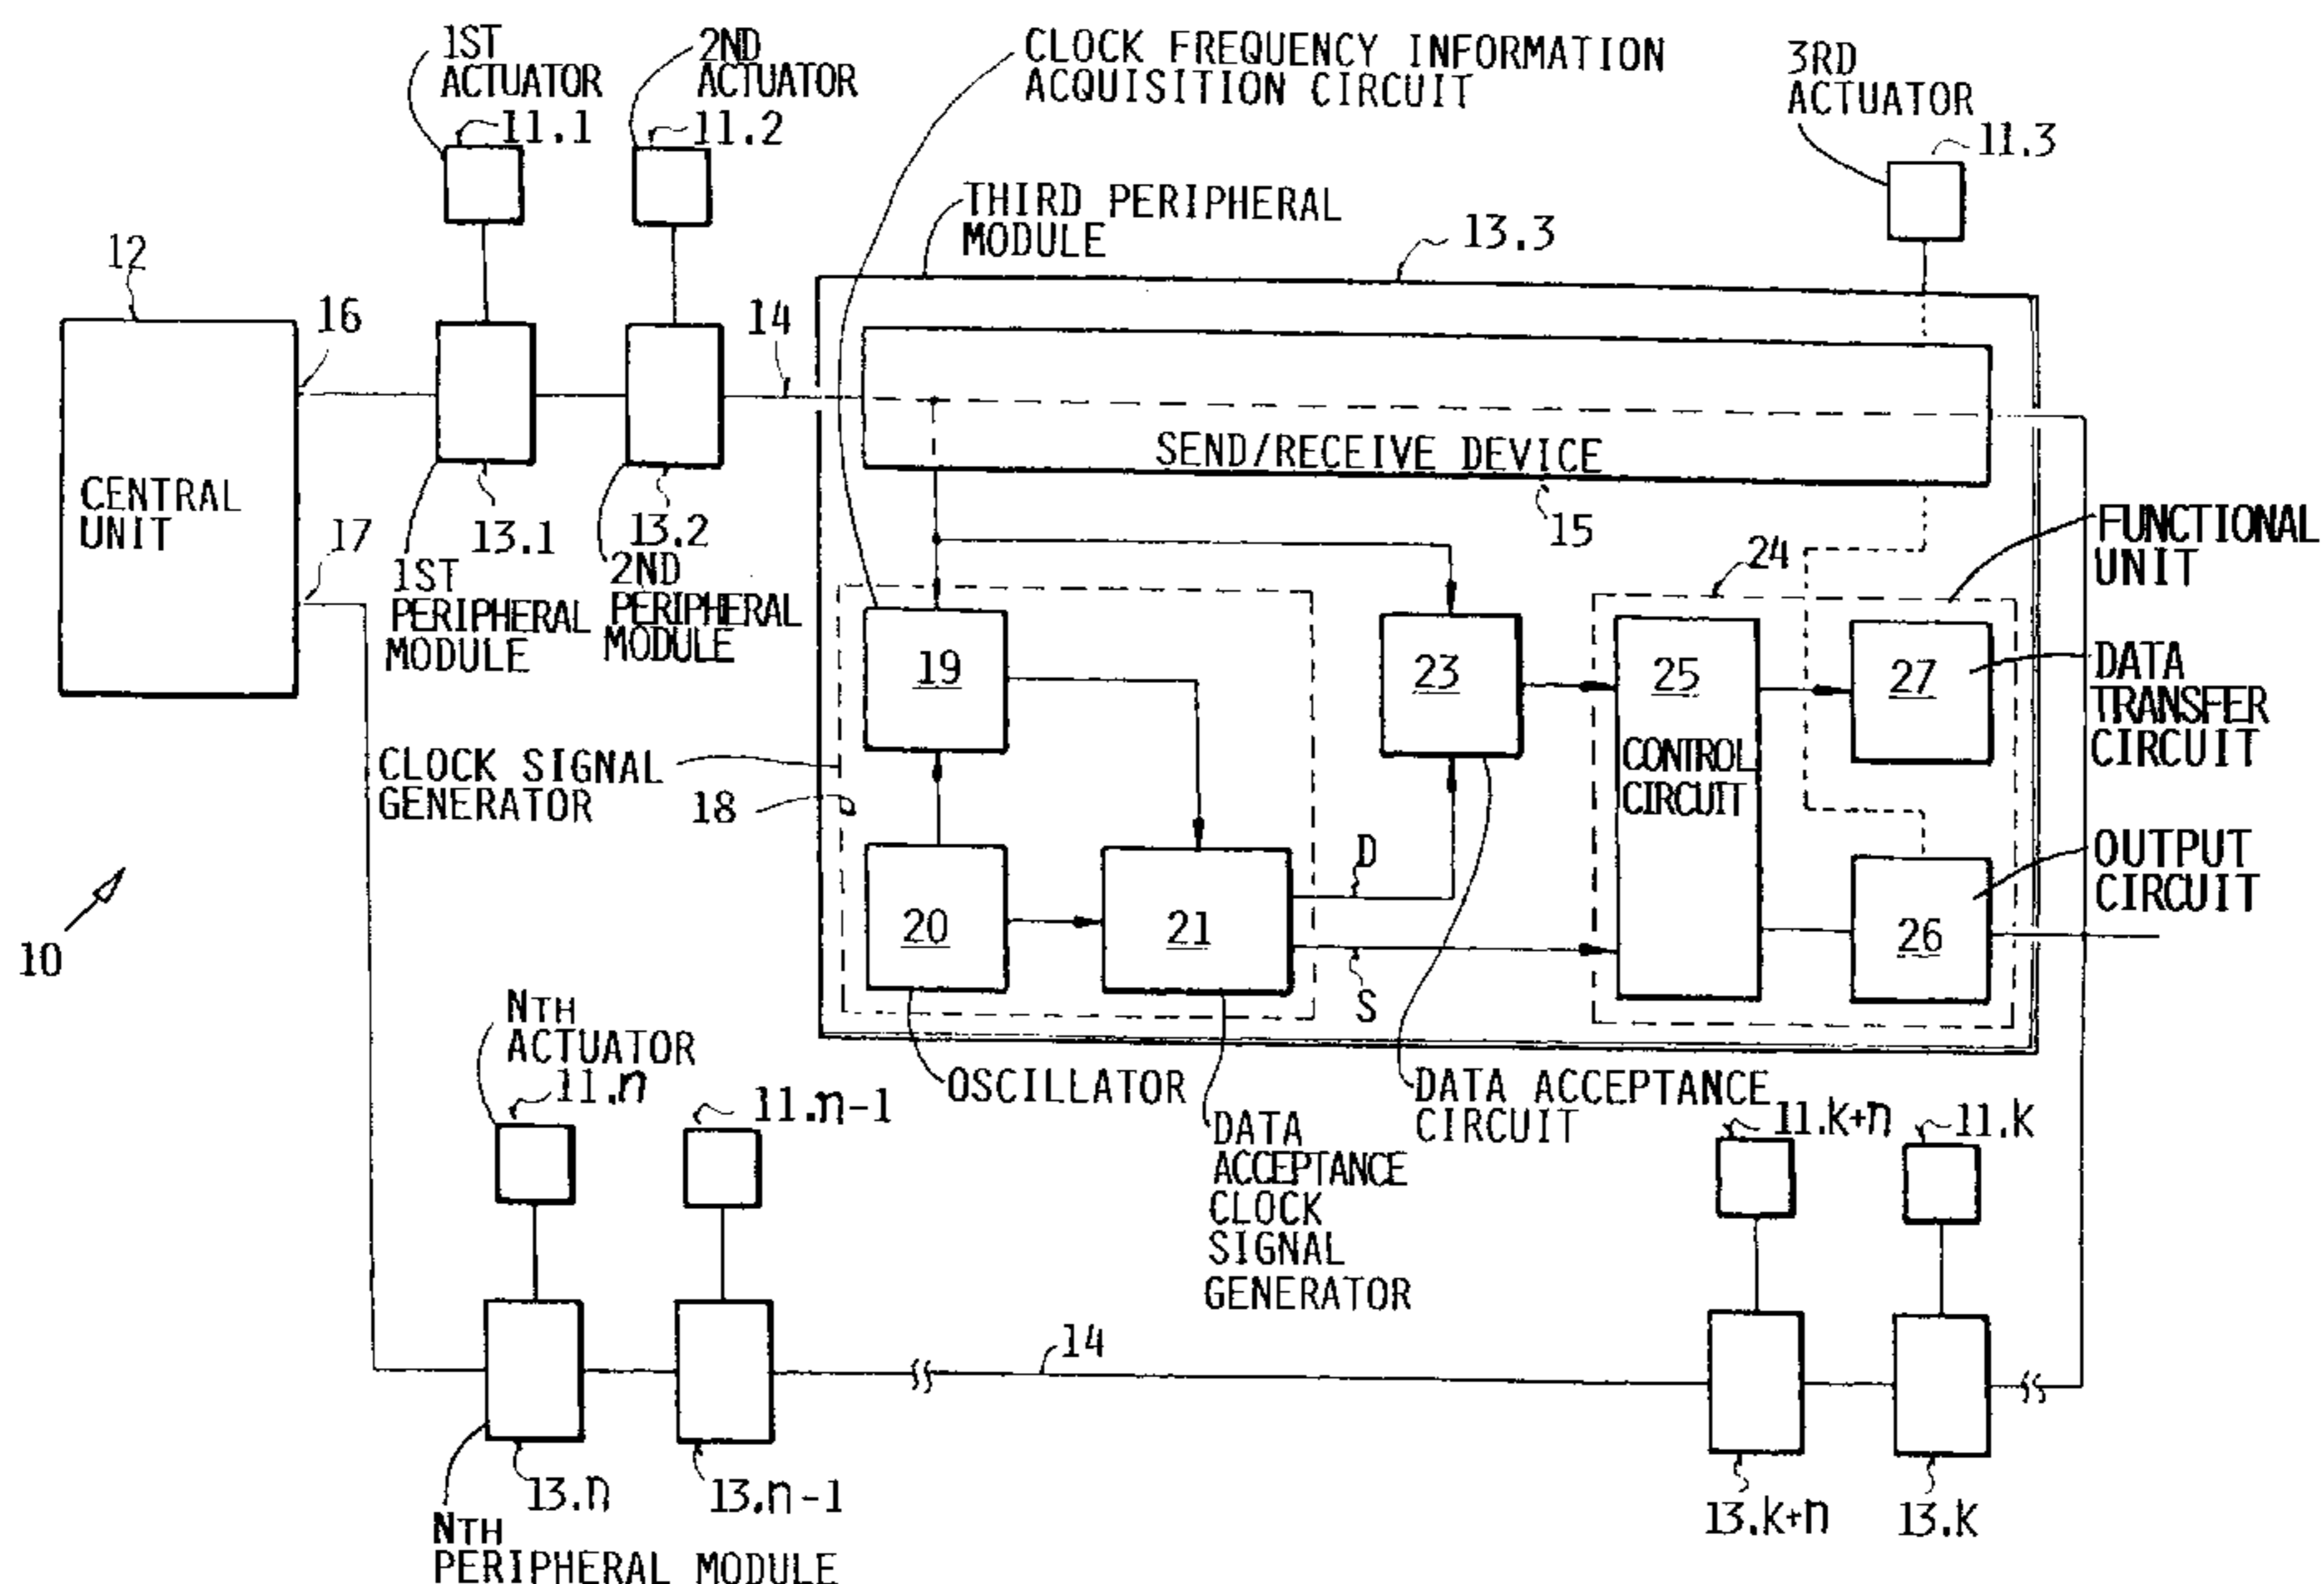 1ST
ACTUATOR
11.1
2ND
ACTUATOR
11.2
CLOCK FREQUENCY INFORMATION
ACQUISITION CIRCUIT
3RD
ACTUATOR
11.3
THIRD PERIPHERAL
MODULE
13.3
12
16
14
CENTRAL
UNIT
17
13.1
1ST
PERIPHERAL
MODULE
13.2
2ND
PERIPHERAL
MODULE
SEND/RECEIVE DEVICE
15
24
FUNCTIONAL
UNIT
19
23
25
CONTROL
CIRCUIT
27
DATA
TRANSFER
CIRCUIT
CLOCK SIGNAL
GENERATOR
18
20
21
D
S
26
OUTPUT
CIRCUIT
10
NTH
ACTUATOR
11.n
11.n-1
OSCILLATOR
DATA
ACCEPTANCE
CLOCK
SIGNAL
GENERATOR
DATA ACCEPTANCE
CIRCUIT
11.k+n
11.k
14
13.n
NTH
PERIPHERAL MODULE
13.n-1
13.k+n
13.k